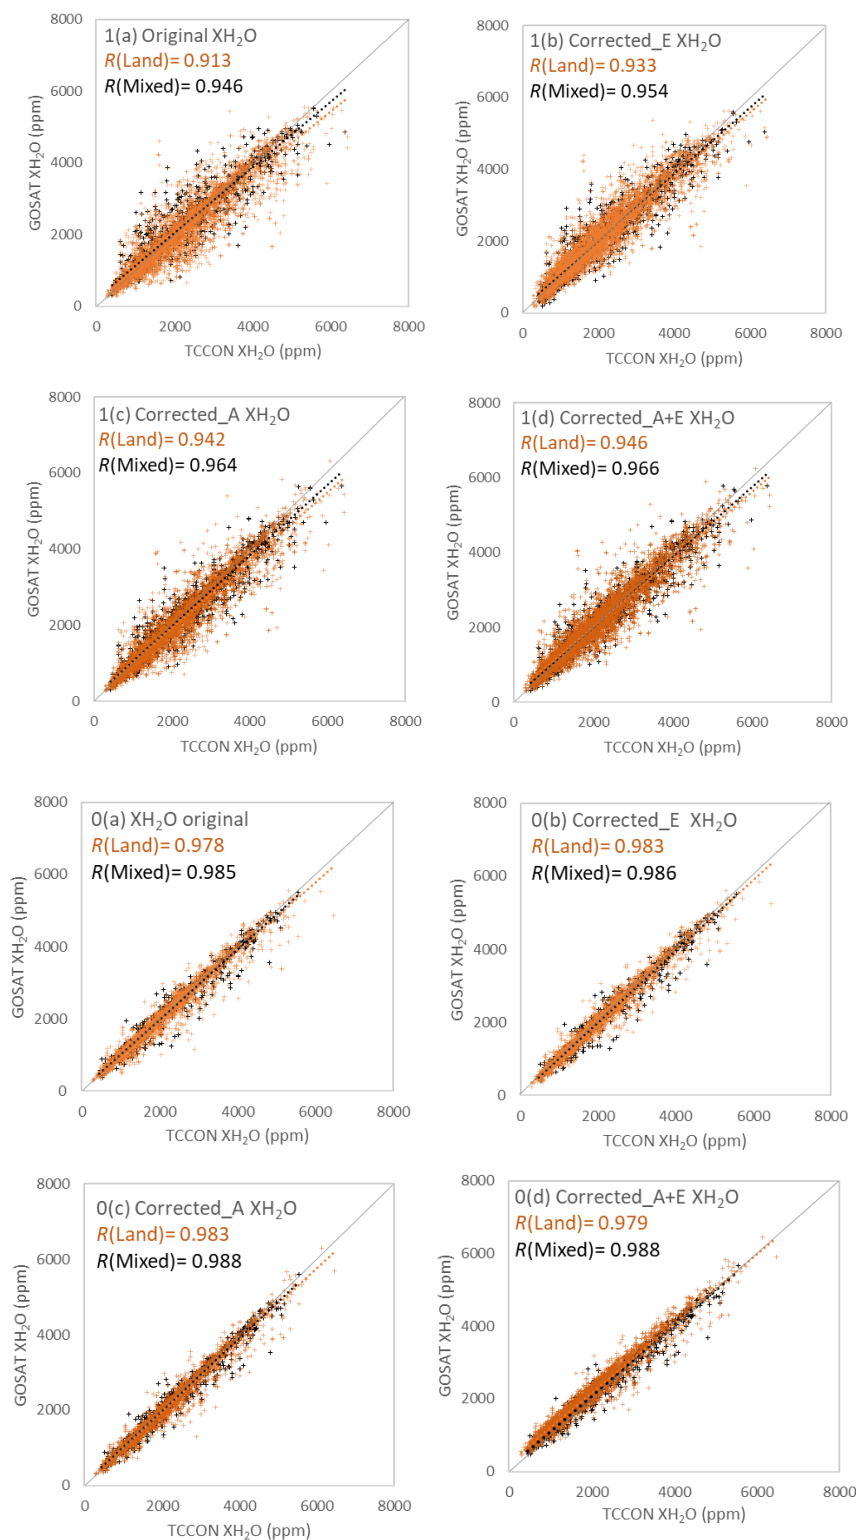 1(a) Original XH₂O
R(Land)= 0.913
R(Mixed)= 0.946
8000
6000
4000
2000
0
0 2000 4000 6000 8000
GOSAT XH₂O (ppm)
TCCON XH₂O (ppm)
1(b) Corrected_E XH₂O
R(Land)= 0.933
R(Mixed)= 0.954
8000
6000
4000
2000
0
0 2000 4000 6000 8000
GOSAT XH₂O (ppm)
TCCON XH₂O (ppm)
1(c) Corrected_A XH₂O
R(Land)= 0.942
R(Mixed)= 0.964
8000
6000
4000
2000
0
0 2000 4000 6000 8000
GOSAT XH₂O (ppm)
TCCON XH₂O (ppm)
1(d) Corrected_A+E XH₂O
R(Land)= 0.946
R(Mixed)= 0.966
8000
6000
4000
2000
0
0 2000 4000 6000 8000
GOSAT XH₂O (ppm)
TCCON XH₂O (ppm)
0(a) XH₂O original
R(Land)= 0.978
R(Mixed)= 0.985
8000
6000
4000
2000
0
0 2000 4000 6000 8000
GOSAT XH₂O (ppm)
TCCON XH₂O (ppm)
0(b) Corrected_E XH₂O
R(Land)= 0.983
R(Mixed)= 0.986
8000
6000
4000
2000
0
0 2000 4000 6000 8000
GOSAT XH₂O (ppm)
TCCON XH₂O (ppm)
0(c) Corrected_A XH₂O
R(Land)= 0.983
R(Mixed)= 0.988
8000
6000
4000
2000
0
0 2000 4000 6000 8000
GOSAT XH₂O (ppm)
TCCON XH₂O (ppm)
0(d) Corrected_A+E XH₂O
R(Land)= 0.979
R(Mixed)= 0.988
8000
6000
4000
2000
0
0 2000 4000 6000 8000
GOSAT XH₂O (ppm)
TCCON XH₂O (ppm)